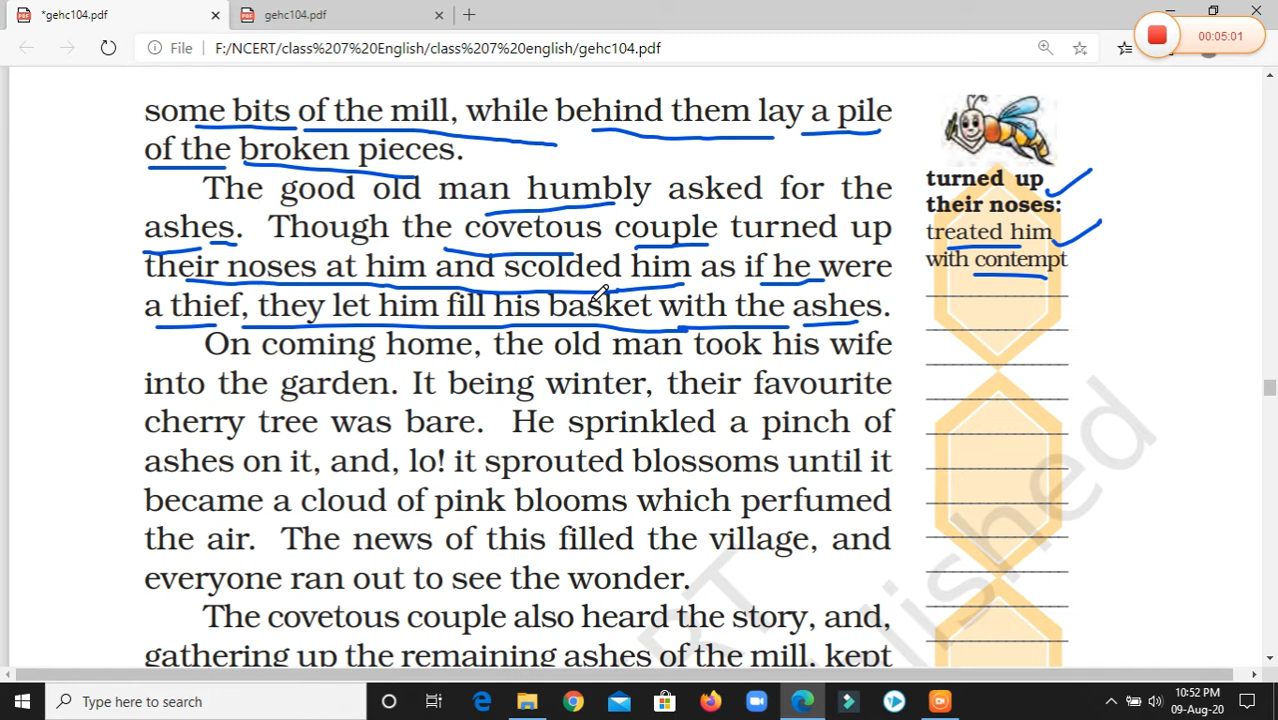 *gehc104.pdf
gehc104.pdf
File
F:/NCERT/class%207%20English/class%207%20english/gehc104.pdf
00:05:01
some bits of the mill, while behind them lay a pile
of the broken pieces.
The good old man humbly asked for the
ashes. Though the covetous couple turned up
their noses at him and scolded him as if he were
a thief, they let him fill his basket with the ashes.
On coming home, the old man took his wife
into the garden. It being winter, their favourite
cherry tree was bare. He sprinkled a pinch of
ashes on it, and, lo! it sprouted blossoms until it
became a cloud of pink blooms which perfumed
the air. The news of this filled the village, and
everyone ran out to see the wonder.
The covetous couple also heard the story, and,
gathering up the remaining ashes of the mill, kept
turned up
their noses:
treated him
with contempt
Type here to search
10:52 PM
09-Aug-20